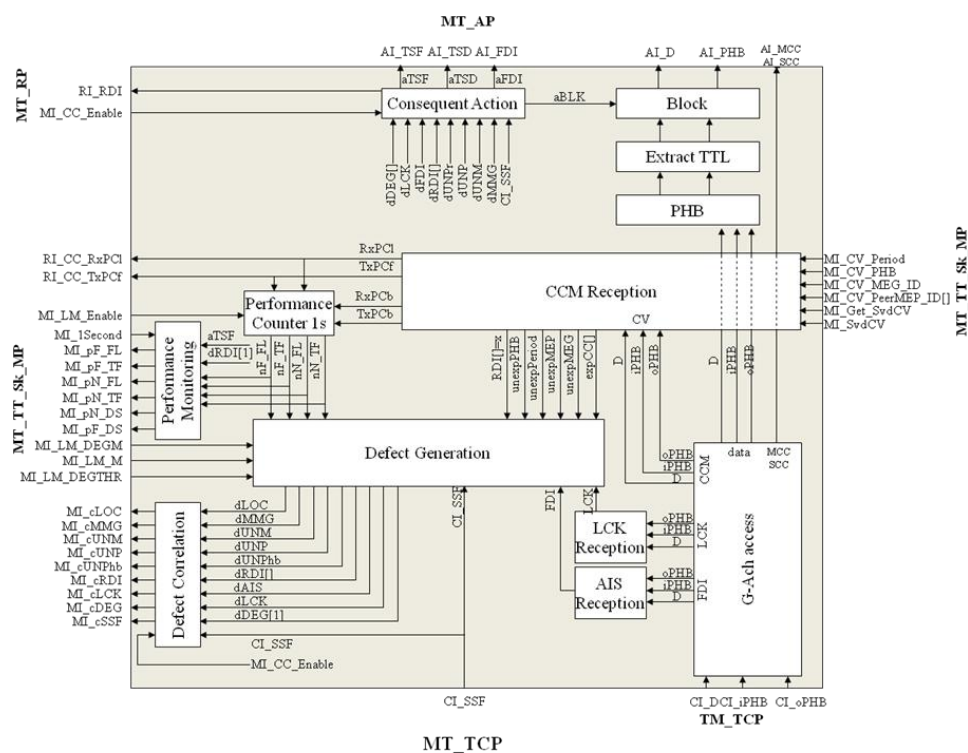 MT_AP
AI_TSF AI_TSD AI_FDI AI_D AI_PHB AI_MCC
AI_SCC
MT_RP
RI_RDI
MI_CC_Enable
aTSF aTSD aFDI
Consequent Action
aBLK
Block
Extract TTL
PHB
dDEG[]
dLCK
dFDI
dRDI[]
dUNPr
dUNP
dUNM
dMMG
CI_SSF
RI_CC_RxPCl
RI_CC_TxPCf
RxPCl
TxPCf
RxPCb
TxPCb
CCM Reception
CV
MT_TT_Sk_MP
MI_CV_Period
MI_CV_PHB
MI_CV_MEG_ID
MI_CV_PeerMEP_ID[]
MI_Get_SvdCV
MI_SvdCV
Performance
Counter 1s
MI_LM_Enable
MI_1Second
MI_pF_FL
MI_pF_TF
MI_pN_FL
MI_pN_TF
MI_pN_DS
MI_pF_DS
MT_TT_Sk_MP
Performance
Monitoring
aTSF
dRDI[1]
nF_FL
nF_TF
nN_FL
nN_TF
RDI[]=x
unexpPHB
unexpPeriod
unexpMEP
unexpMEG
expCC[]
D
iPHB
oPHB
D
iPHB
oPHB
MI_LM_DEGM
MI_LM_M
MI_LM_DEGTHR
Defect Generation
CI_SSF
FDI
LCK
data
MCC
SCC
oPHB
iPHB
D
CCM
oPHB
iPHB
D
LCK
oPHB
iPHB
D
FDI
G-Ach access
LCK
Reception
AIS
Reception
MI_cLOC
MI_cMMG
MI_cUNM
MI_cUNP
MI_cUNPhb
MI_cRDI
MI_cLCK
MI_cDEG
MI_cSSF
Defect Correlation
dLOC
dMMG
dUNM
dUNP
dUNPhb
dRDI[]
dAIS
dLCK
dDEG[1]
CI_SSF
MI_CC_Enable
CI_SSF
CI_D CI_iPHB CI_oPHB
TM_TCP
MT_TCP